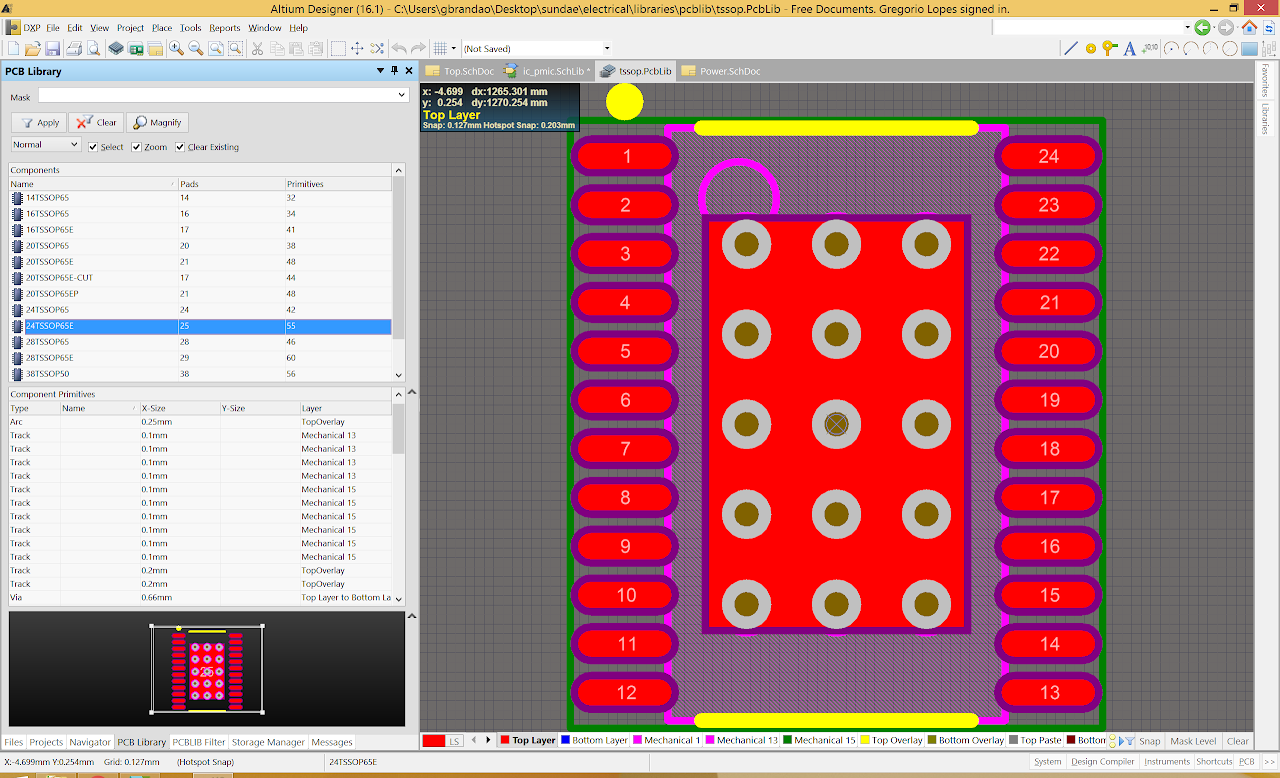 Altium Designer (16.1) - C:\Users\gbrandao\Desktop\sundae\electrical\libraries\pcblib\tssop.PcbLib - Free Documents. Gregorio Lopes signed in.
DXP File Edit View Project Place Tools Reports Window Help
(Not Saved)
PCB Library
Top.SchDoc ic_pmic.SchLib * tssop.PcbLib Power.SchDoc
Mask
Apply Clear Magnify
Normal Select Zoom Clear Existing
Components
Name Pads Primitives
14TSSOP65 14 32
16TSSOP65 16 34
16TSSOP65E 17 41
20TSSOP65 20 38
20TSSOP65E 21 48
20TSSOP65E-CUT 17 44
20TSSOP65EP 21 48
24TSSOP65 24 42
24TSSOP65E 25 55
28TSSOP65 28 46
28TSSOP65E 29 60
38TSSOP50 38 56
Component Primitives
Type Name X-Size Y-Size Layer
Arc 0.25mm TopOverlay
Track 0.1mm Mechanical 13
Track 0.1mm Mechanical 13
Track 0.1mm Mechanical 13
Track 0.1mm Mechanical 13
Track 0.1mm Mechanical 15
Track 0.1mm Mechanical 15
Track 0.1mm Mechanical 15
Track 0.1mm Mechanical 15
Track 0.1mm Mechanical 15
Track 0.1mm Mechanical 15
Track 0.2mm TopOverlay
Track 0.2mm TopOverlay
Via 0.66mm Top Layer to Bottom La
25
Files Projects Navigator PCB Library PCBLIB Filter Storage Manager Messages
x: -4.699 dx:1265.301 mm
y: 0.254 dy:1270.254 mm
Top Layer
Snap: 0.127mm Hotspot Snap: 0.203mm
1 24
2 23
3 22
4 21
5 20
6 19
7 18
8 17
9 16
10 15
11 14
12 13
Favorites
Libraries
LS Top Layer Bottom Layer Mechanical 1 Mechanical 13 Mechanical 15 Top Overlay Bottom Overlay Top Paste Bottom Snap Mask Level Clear
X:-4.699mm Y:0.254mm Grid: 0.127mm (Hotspot Snap) 24TSSOP65E System Design Compiler Instruments Shortcuts PCB >>